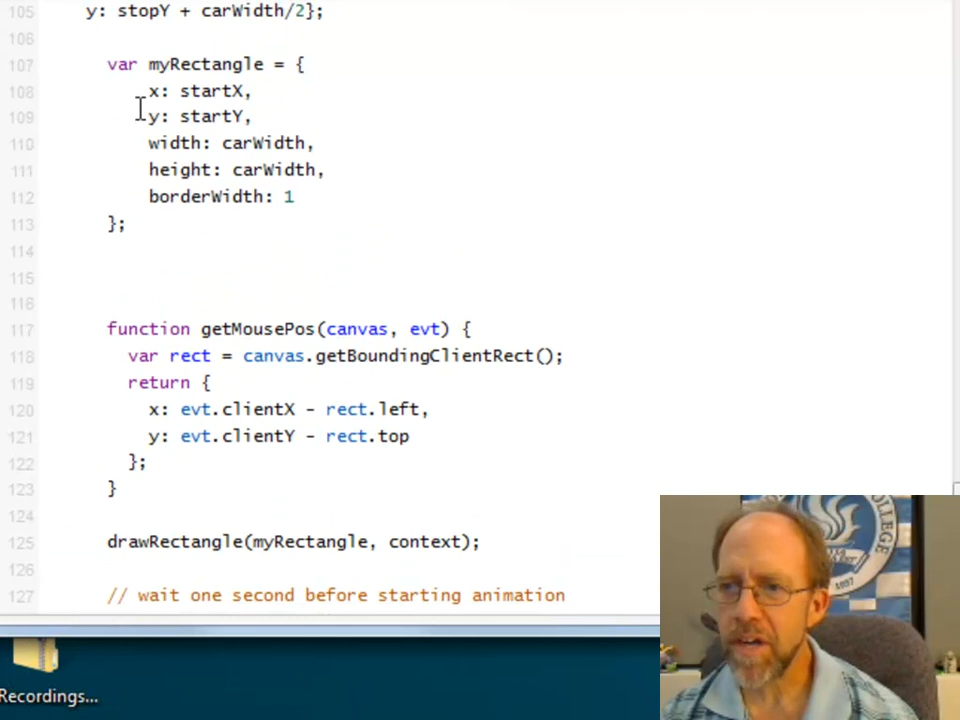 105 y: stopY + carWidth/2};
106
107 var myRectangle = {
108 x: startX,
109 y: startY,
110 width: carWidth,
111 height: carWidth,
112 borderWidth: 1
113 };
114
115
116
117 function getMousePos(canvas, evt) {
118 var rect = canvas.getBoundingClientRect();
119 return {
120 x: evt.clientX - rect.left,
121 y: evt.clientY - rect.top
122 };
123 }
124
125 drawRectangle(myRectangle, context);
126
127 // wait one second before starting animation
Recordings...
COLLEGE
1897